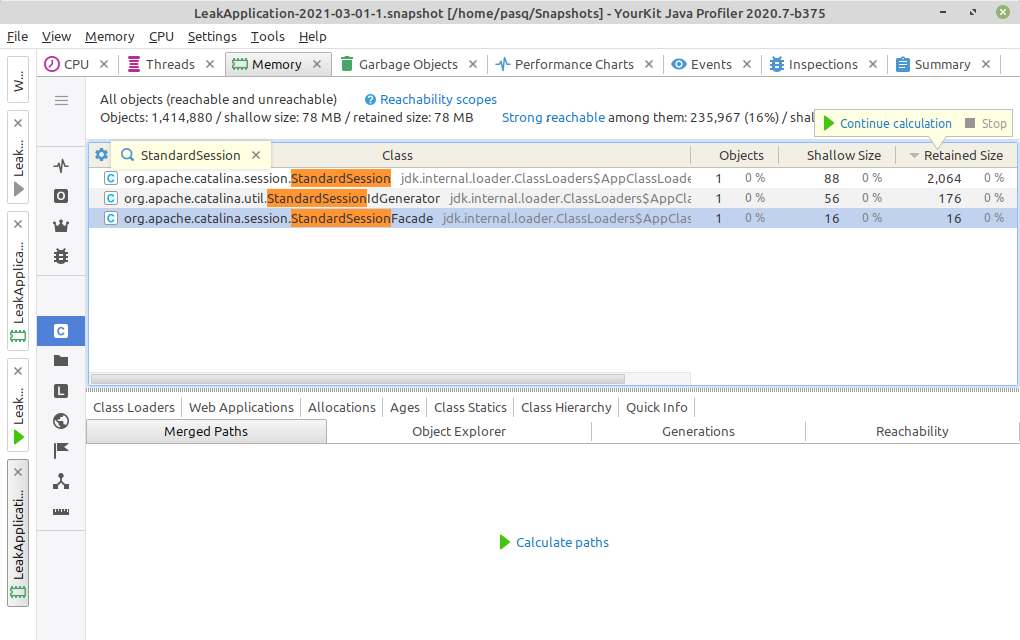 LeakApplication-2021-03-01-1.snapshot [/home/pasq/Snapshots] - YourKit Java Profiler 2020.7-b375
File View Memory CPU Settings Tools Help
W...
Leak...
LeakApplica...
Leak...
LeakApplicati...
CPU Threads Memory Garbage Objects Performance Charts Events Inspections Summary
All objects (reachable and unreachable) Reachability scopes
Objects: 1,414,880 / shallow size: 78 MB / retained size: 78 MB Strong reachable among them: 235,967 (16%) / shal
Continue calculation Stop
StandardSession Class Objects Shallow Size Retained Size
C org.apache.catalina.session.StandardSession jdk.internal.loader.ClassLoaders$AppClassLoade 1 0 % 88 0 % 2,064 0 %
C org.apache.catalina.util.StandardSessionIdGenerator jdk.internal.loader.ClassLoaders$AppCla 1 0 % 56 0 % 176 0 %
C org.apache.catalina.session.StandardSessionFacade jdk.internal.loader.ClassLoaders$AppClas 1 0 % 16 0 % 16 0 %
O
C
L
Class Loaders Web Applications Allocations Ages Class Statics Class Hierarchy Quick Info
Merged Paths Object Explorer Generations Reachability
Calculate paths